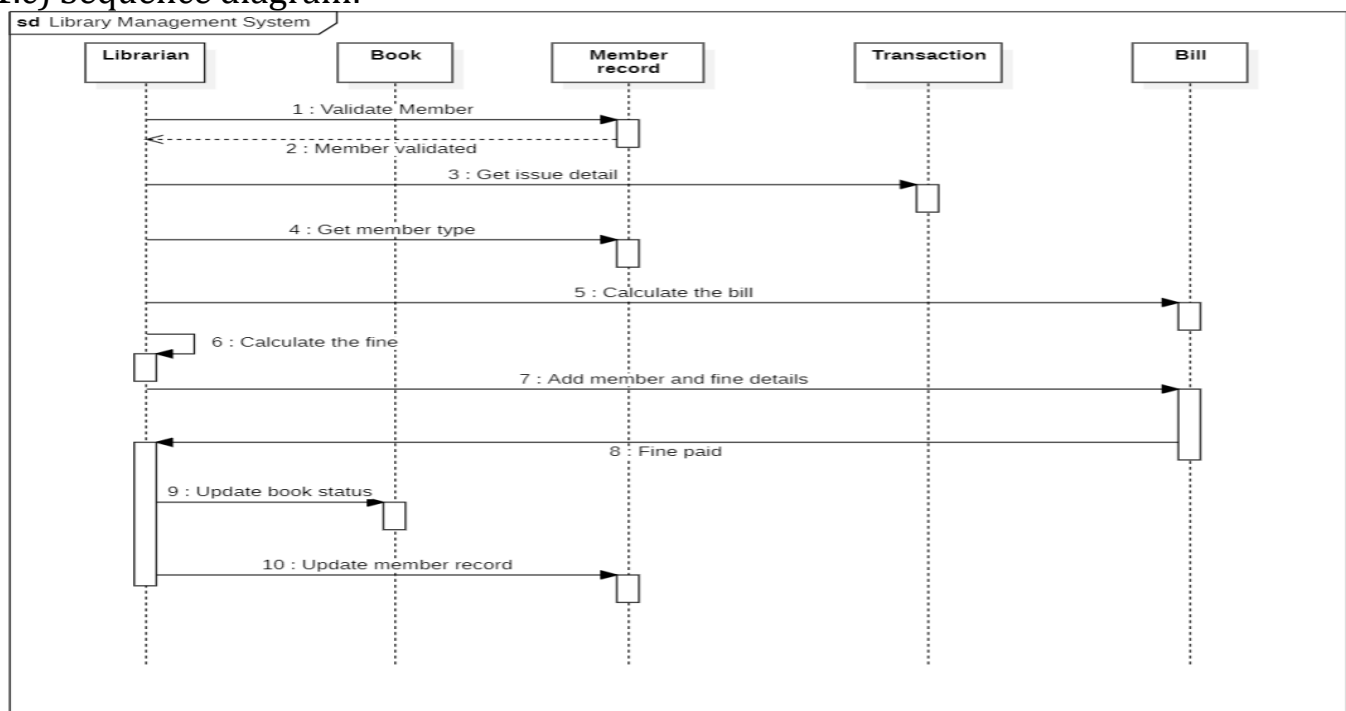 sd Library Management System
Librarian
Book
Member
record
Transaction
Bill
1 : Validate Member
2 : Member validated
3 : Get issue detail
4 : Get member type
5 : Calculate the bill
6 : Calculate the fine
7 : Add member and fine details
8 : Fine paid
9 : Update book status
10 : Update member record